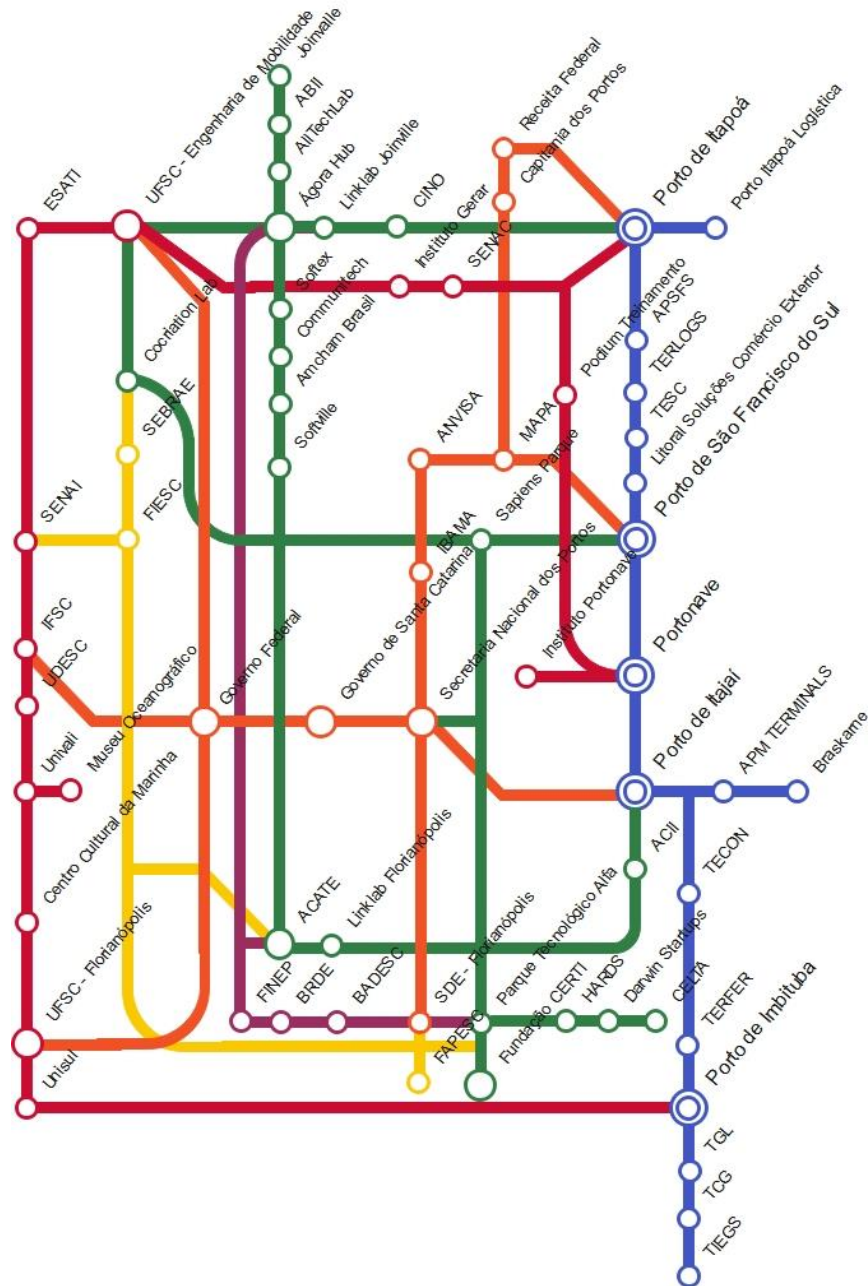 Joinvalle
ABII
AllTechLab
Ágora Hub
Linklab Joinville
CINO
UFSC - Engenharia de Mobilidade
ESATI
Receita Federal
Capitania dos Portos
Porto de Itapoá
Porto Itapoá Logística
Instituto Gerar
SENAC
Softex
Communitech
Amcham Brasil
Softville
Cocriation Lab
SEBRAE
FIESC
SENAI
Podium Treinamento
APSFS
TERLOGS
TESC
Litoral Soluções Comércio Exterior
Porto de São Francisco do Sul
ANVISA
MAPA
Sapiens Parque
IBAMA
IFSC
UDESC
Univali
Museu Oceanográfico
Governo Federal
Governo de Santa Catarina
Secretaria Nacional dos Portos
Instituto Portonave
Portonave
Porto de Itajaí
APM TERMINALS
Braskarne
Centro Cultural da Marinha
UFSC - Florianópolis
Unisul
ACATE
Linklab Florianópolis
ACII
TECON
FINEP
BRDE
BADESC
SDE - Florianópolis
Parque Tecnológico Alfa
FAPESC
Fundação CERTI
HARDS
Darwin Startups
CELTA
TERFER
Porto de Imbituba
TGL
TCG
TIEGS